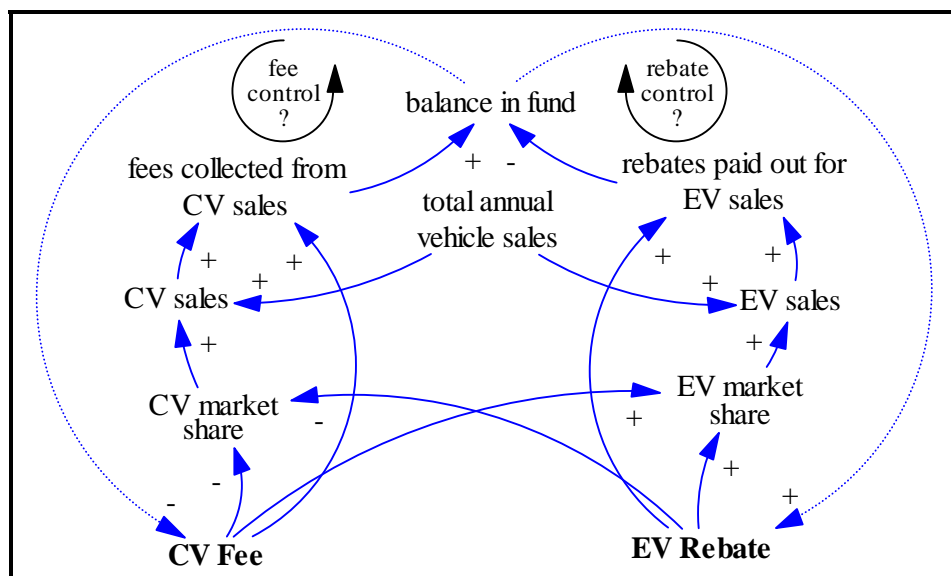 fee
control
?
rebate
control
?
balance in fund
+ -
fees collected from
CV sales
rebates paid out for
EV sales
total annual
vehicle sales
+
+
+
+
+
+
CV sales
EV sales
+
+
CV market
share
EV market
share
-
+
-
+
-
+
CV Fee
EV Rebate